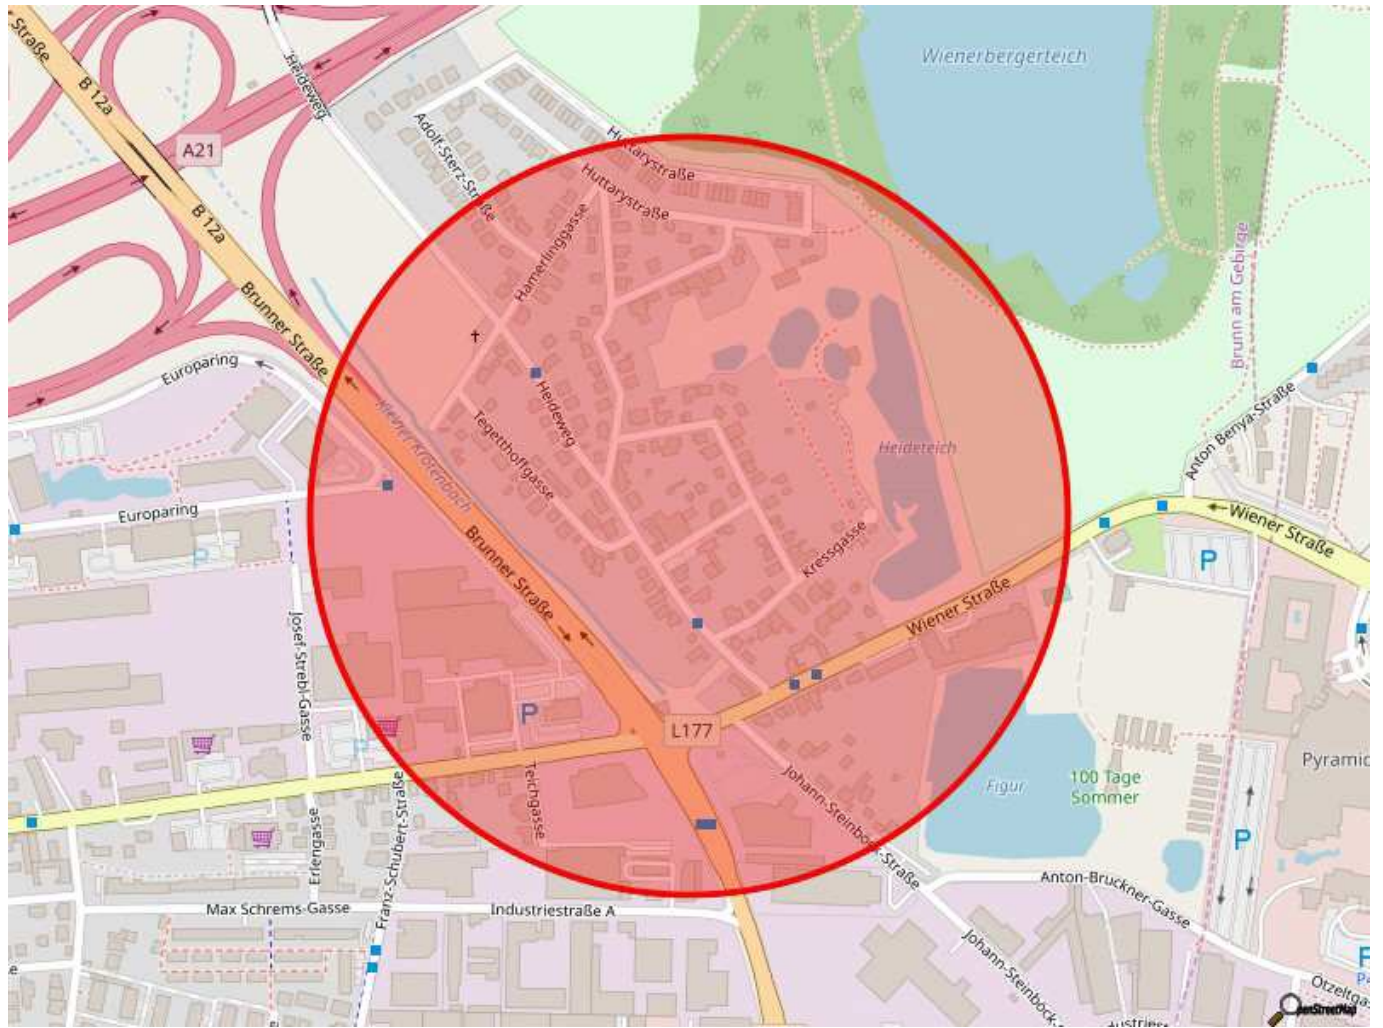 Straße
B 12a
Heideweg
Wienerbergerteich
A21
Adolf-Sterz-Straße
Huttarystraße
Huttarystraße
B 12a
Hamerlinggasse
Brunn am Gebirge
Brunner Straße
Europaring
Krotenbach
Heideweg
Tegetthoffgasse
Anton Benya-Straße
Heideteich
Europaring
P
Wiener Straße
P
Brunner Straße
Kressgasse
Wiener Straße
Josef-Strebl-Gasse
P
L177
P
Pyramid
Johann-Steinböck-Straße
Figur
100 Tage
Sommer
Teichgasse
Erlengasse
Franz-Schubert-Straße
P
Max Schrems-Gasse
Industriestraße A
Anton-Bruckner-Gasse
Johann-Steinböck-
P
Ötzeltgas
OpenStreetMap